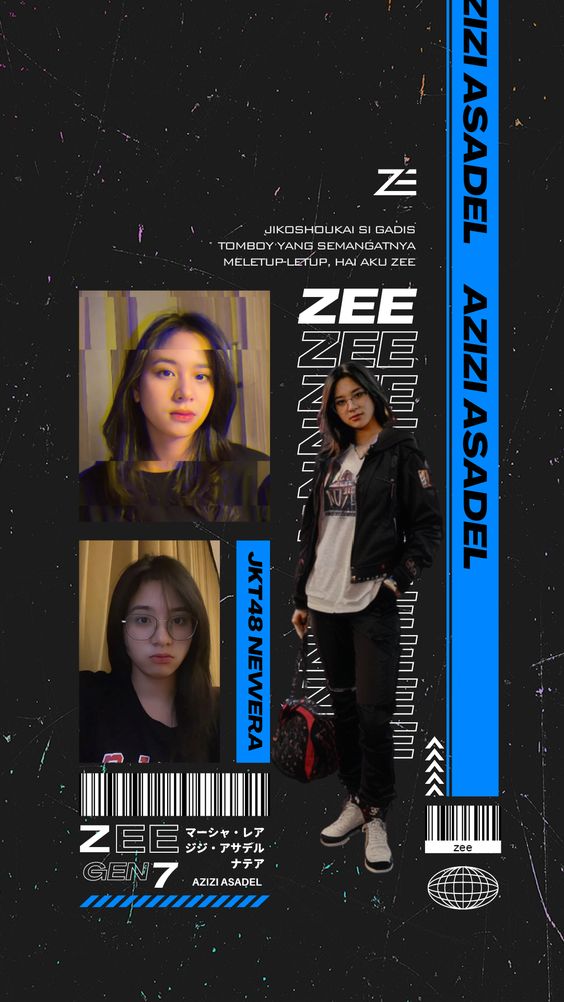 ZIZI ASADEL
AZIZI ASADEL
ZE
JIKOSHOUKAI SI GADIS
TOMBOY YANG SEMANGATNYA
MELETUP-LETUP, HAI AKU ZEE
ZEE
ZEE
JKT48 NEWERA
ZEE
マーシャ・レア
ジジ・アサデル
ナテア
GEN 7
AZIZI ASADEL
zee